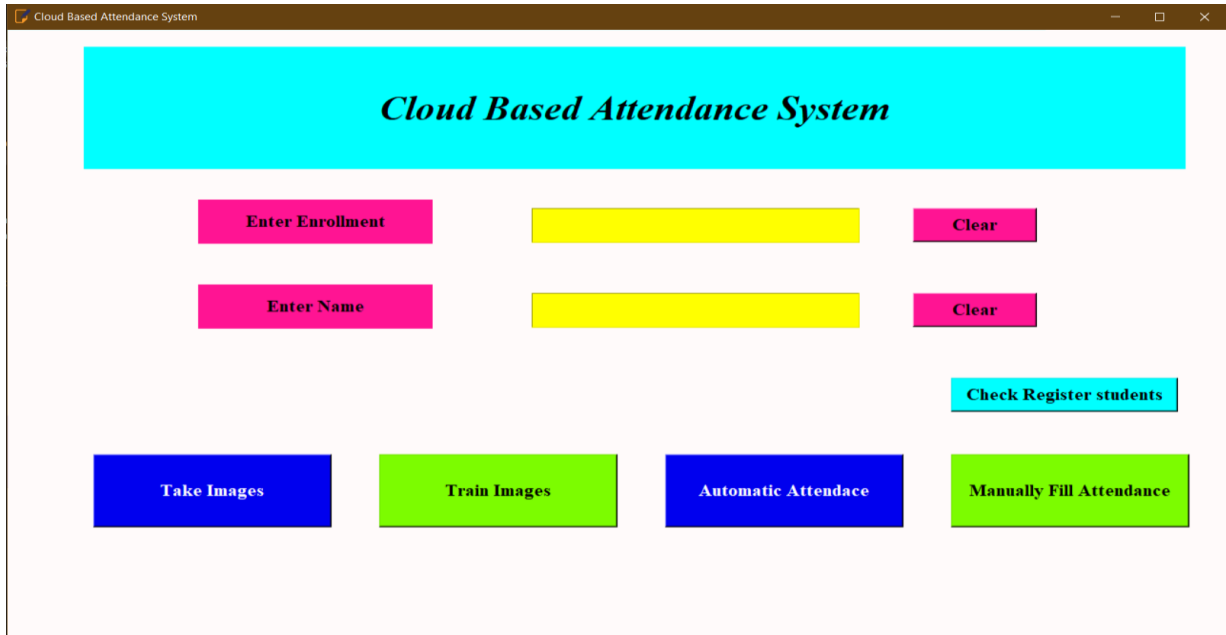 Cloud Based Attendance System
Cloud Based Attendance System
Enter Enrollment
Clear
Enter Name
Clear
Check Register students
Take Images
Train Images
Automatic Attendace
Manually Fill Attendance